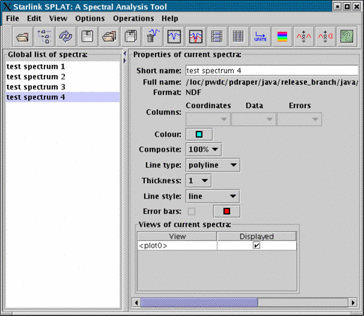 Starlink SPLAT: A Spectral Analysis Tool
File Edit View Options Operations Help
UNITS
Global list of spectra:
test spectrum 1
test spectrum 2
test spectrum 3
test spectrum 4
Properties of current spectra:
Short name: test spectrum 4
Full name: /loc/pwdc/pdraper/java/release_branch/java/
Format: NDF
Coordinates Data Errors
Columns:
Colour:
Composite: 100%
Line type: polyline
Thickness: 1
Line style: line
Error bars:
Views of current spectra:
View Displayed
<plot0>